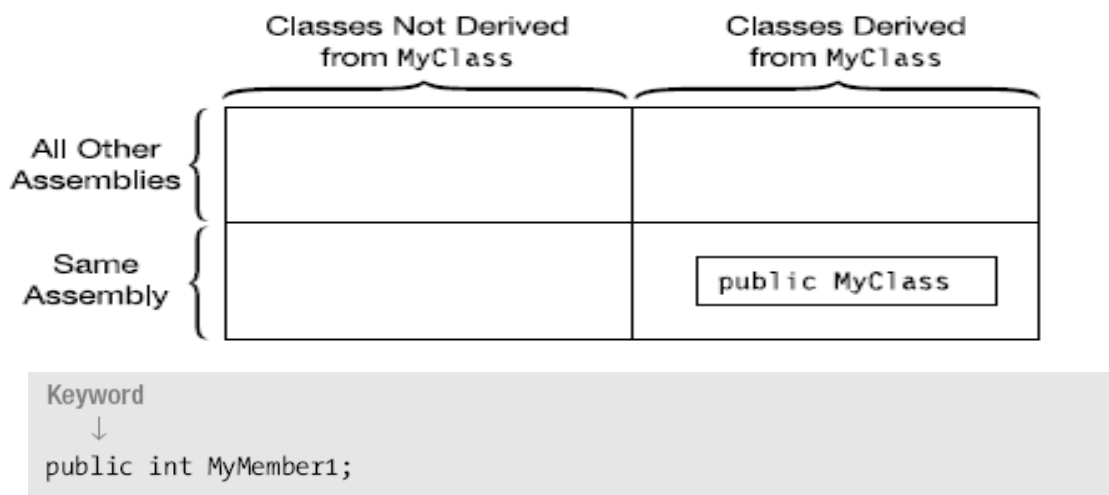 Classes Not Derived
from MyClass
Classes Derived
from MyClass
All Other
Assemblies
Same
Assembly
public MyClass
Keyword
↓
public int MyMember1;